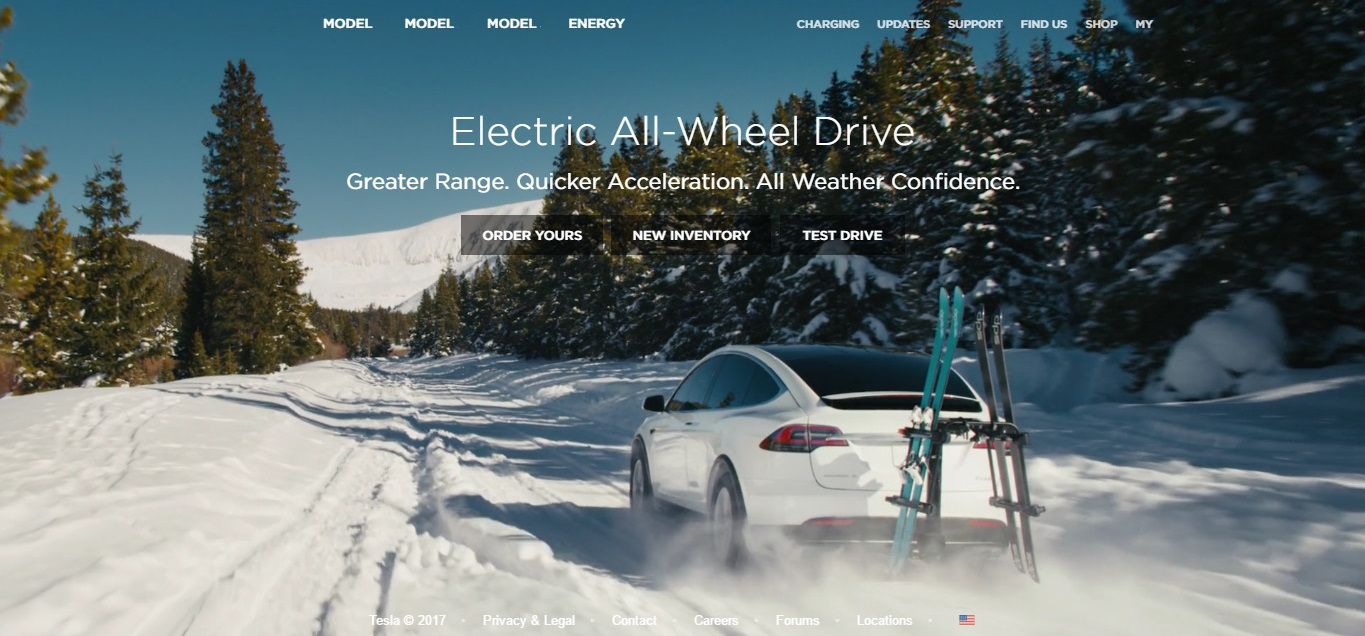 MODEL MODEL MODEL ENERGY CHARGING UPDATES SUPPORT FIND US SHOP MY
Electric All-Wheel Drive
Greater Range. Quicker Acceleration. All Weather Confidence.
ORDER YOURS NEW INVENTORY TEST DRIVE
Tesla © 2017 • Privacy & Legal • Contact • Careers • Forums • Locations •